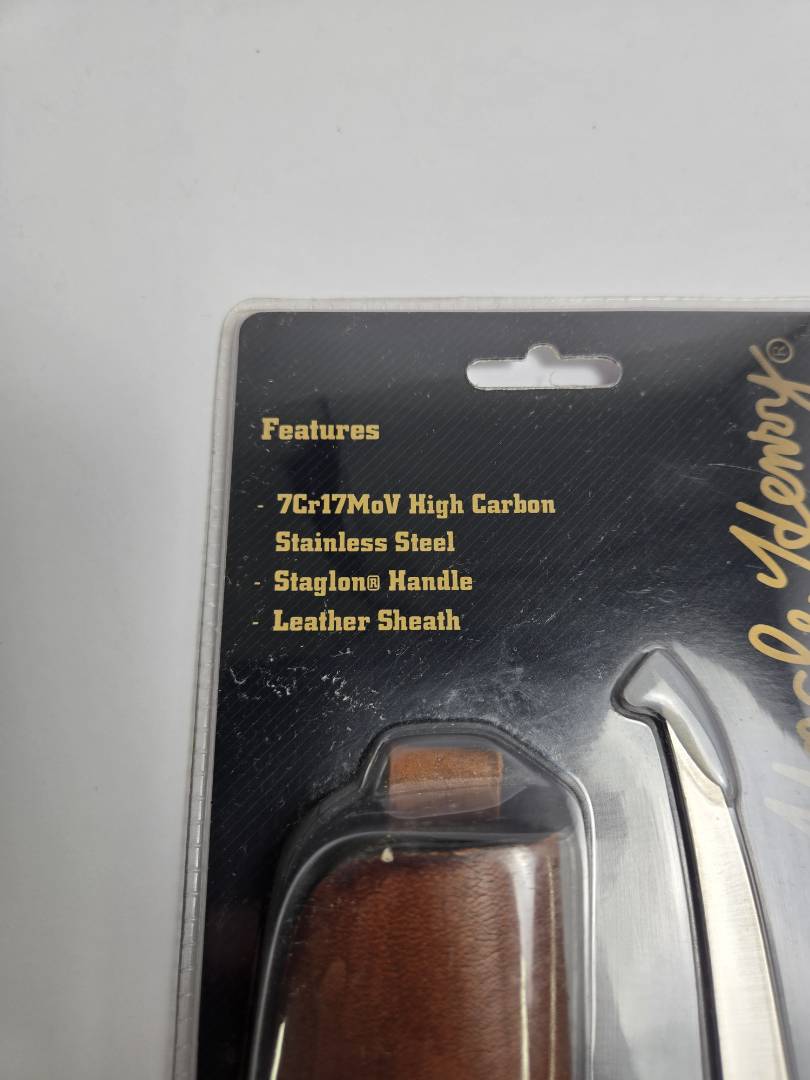 Features
- 7Cr17MoV High Carbon
Stainless Steel
- Staglon® Handle
- Leather Sheath
Uncle Henry®